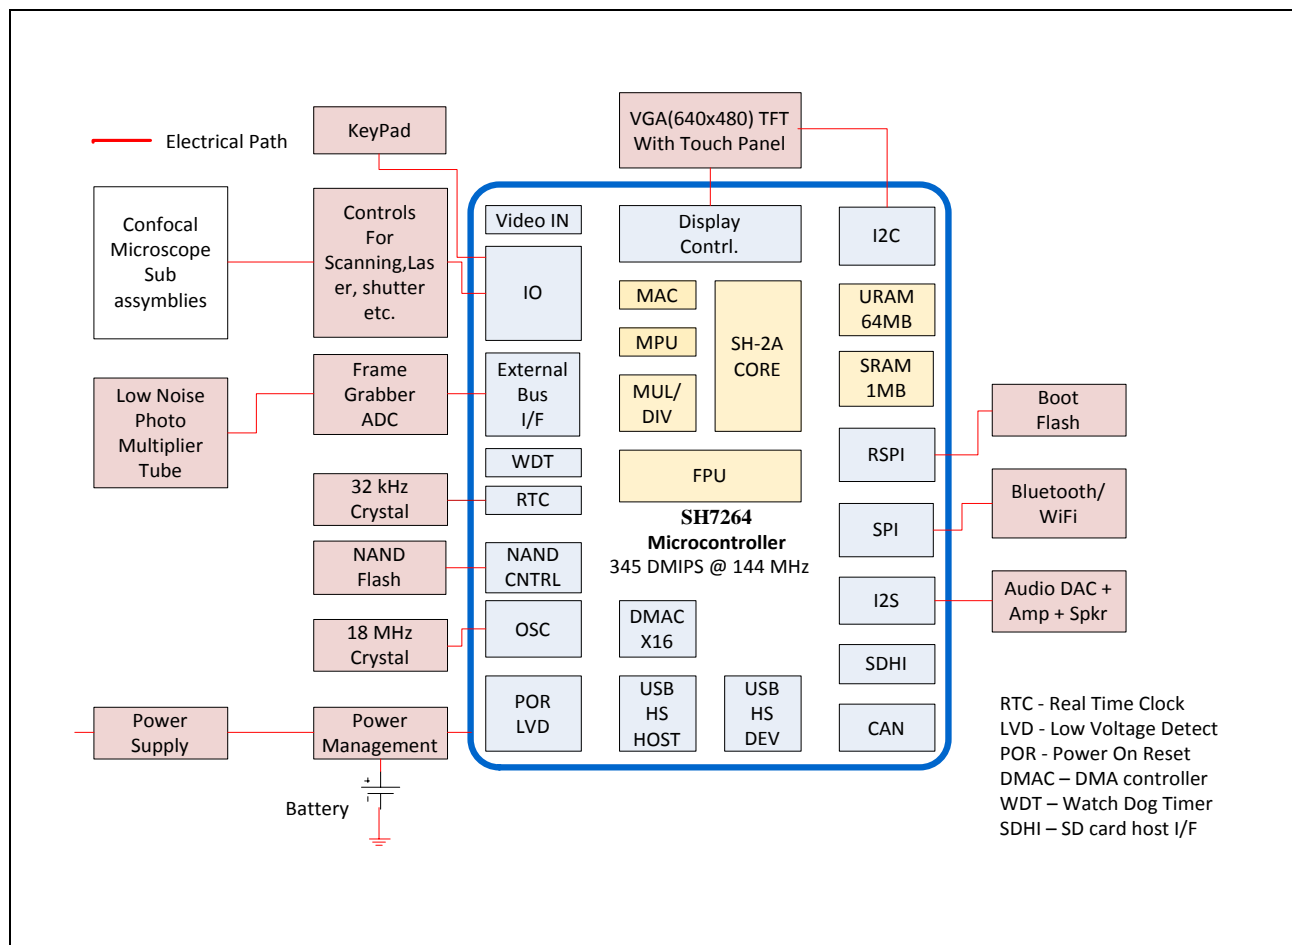 Electrical Path
KeyPad
VGA(640x480) TFT
With Touch Panel
Confocal
Microscope
Sub
assymblies
Controls
For
Scanning,Las
er, shutter
etc.
Video IN
IO
Display
Contrl.
I2C
MAC
MPU
MUL/
DIV
SH-2A
CORE
URAM
64MB
SRAM
1MB
Low Noise
Photo
Multiplier
Tube
Frame
Grabber
ADC
External
Bus
I/F
WDT
RTC
32 kHz
Crystal
FPU
RSPI
Boot
Flash
SH7264
Microcontroller
345 DMIPS @ 144 MHz
SPI
Bluetooth/
WiFi
NAND
Flash
NAND
CNTRL
I2S
Audio DAC +
Amp + Spkr
18 MHz
Crystal
OSC
DMAC
X16
SDHI
Power
Supply
Power
Management
POR
LVD
USB
HS
HOST
USB
HS
DEV
CAN
+
Battery
RTC - Real Time Clock
LVD - Low Voltage Detect
POR - Power On Reset
DMAC – DMA controller
WDT – Watch Dog Timer
SDHI – SD card host I/F